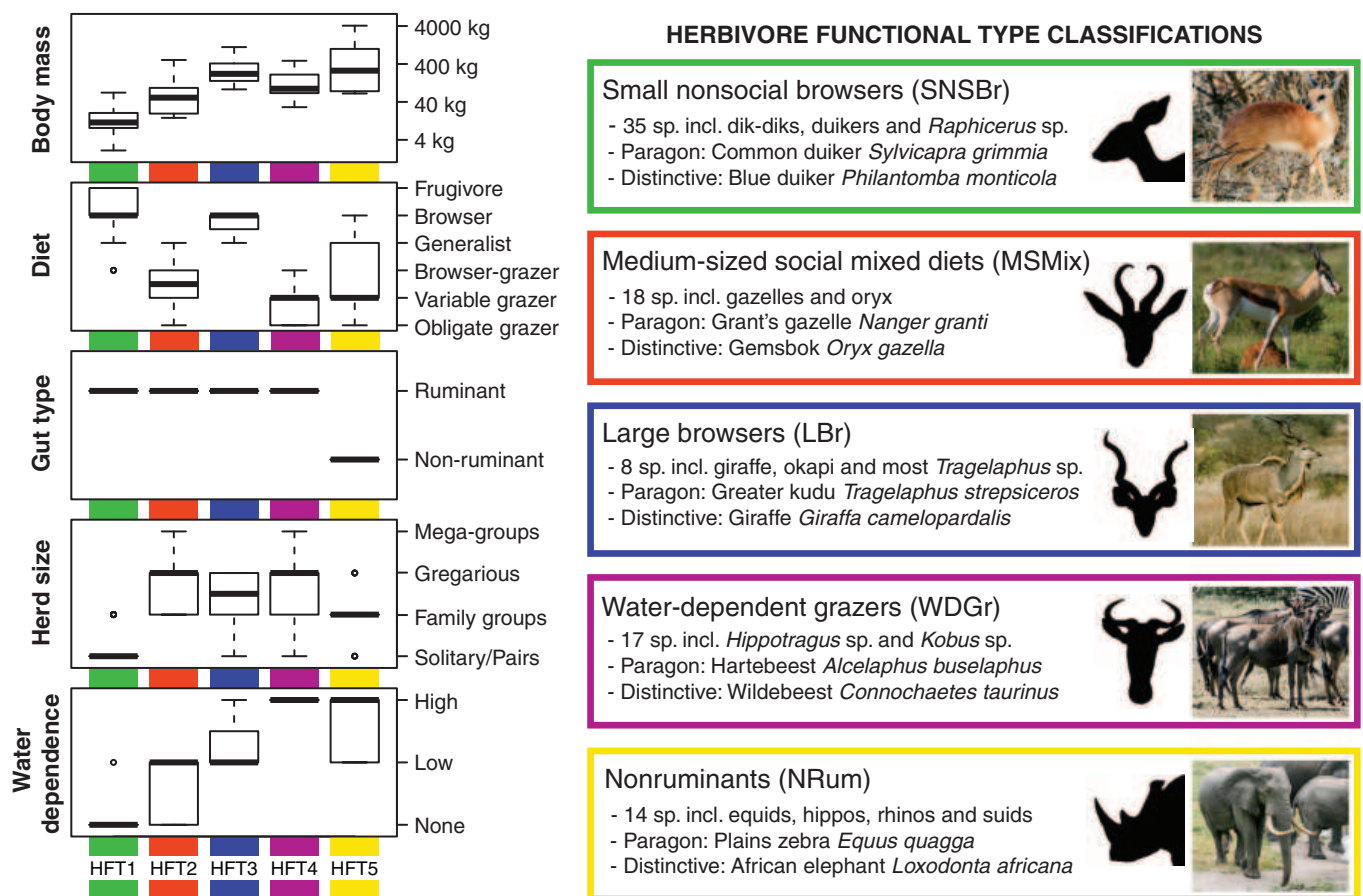 Body mass
4000 kg
400 kg
40 kg
4 kg
Diet
Frugivore
Browser
Generalist
Browser-grazer
Variable grazer
Obligate grazer
Gut type
Ruminant
Non-ruminant
Herd size
Mega-groups
Gregarious
Family groups
Solitary/Pairs
Water
dependence
High
Low
None
HFT1 HFT2 HFT3 HFT4 HFT5
HERBIVORE FUNCTIONAL TYPE CLASSIFICATIONS
Small nonsocial browsers (SNSBr)
- 35 sp. incl. dik-diks, duikers and Raphicerus sp.
- Paragon: Common duiker Sylvicapra grimmia
- Distinctive: Blue duiker Philantomba monticola
Medium-sized social mixed diets (MSMix)
- 18 sp. incl. gazelles and oryx
- Paragon: Grant's gazelle Nanger granti
- Distinctive: Gemsbok Oryx gazella
Large browsers (LBr)
- 8 sp. incl. giraffe, okapi and most Tragelaphus sp.
- Paragon: Greater kudu Tragelaphus strepsiceros
- Distinctive: Giraffe Giraffa camelopardalis
Water-dependent grazers (WDGr)
- 17 sp. incl. Hippotragus sp. and Kobus sp.
- Paragon: Hartebeest Alcelaphus buselaphus
- Distinctive: Wildebeest Connochaetes taurinus
Nonruminants (NRum)
- 14 sp. incl equids, hippos, rhinos and suids
- Paragon: Plains zebra Equus quagga
- Distinctive: African elephant Loxodonta africana